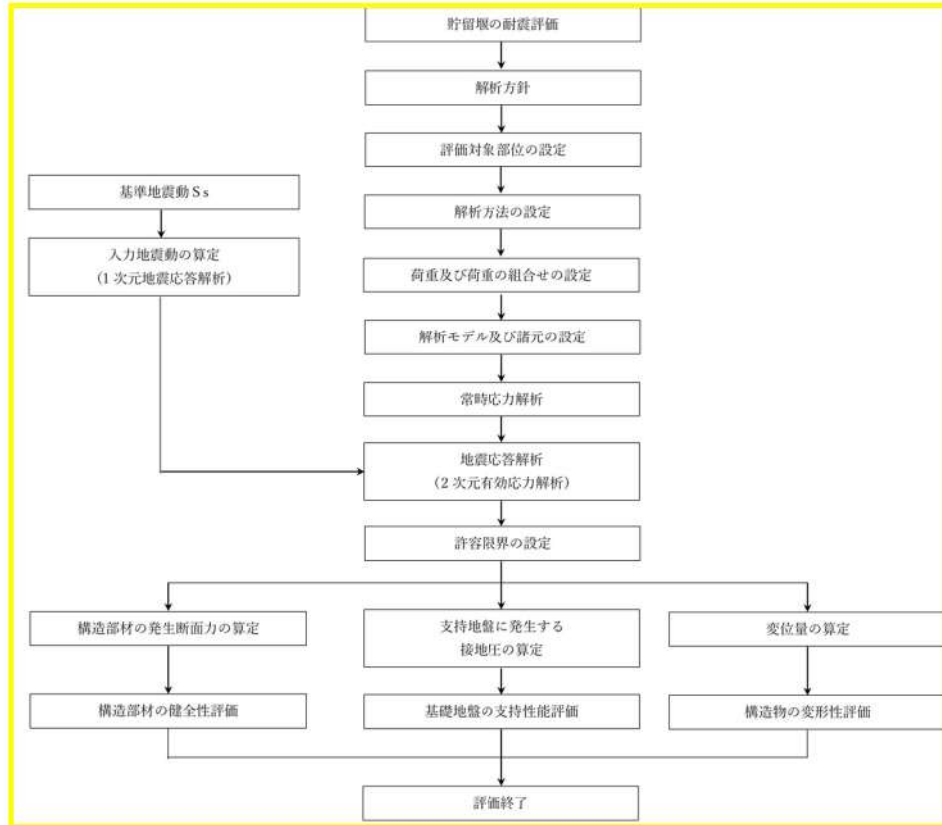 貯留堰の耐震評価
解析方針
評価対象部位の設定
基準地震動Ｓｓ
解析方法の設定
入力地震動の算定
(1次元地震応答解析)
荷重及び荷重の組合せの設定
解析モデル及び諸元の設定
常時応力解析
地震応答解析
(2次元有効応力解析)
許容限界の設定
構造部材の発生断面力の算定
支持地盤に発生する
接地圧の算定
変位量の算定
構造部材の健全性評価
基礎地盤の支持性能評価
構造物の変形性評価
評価終了